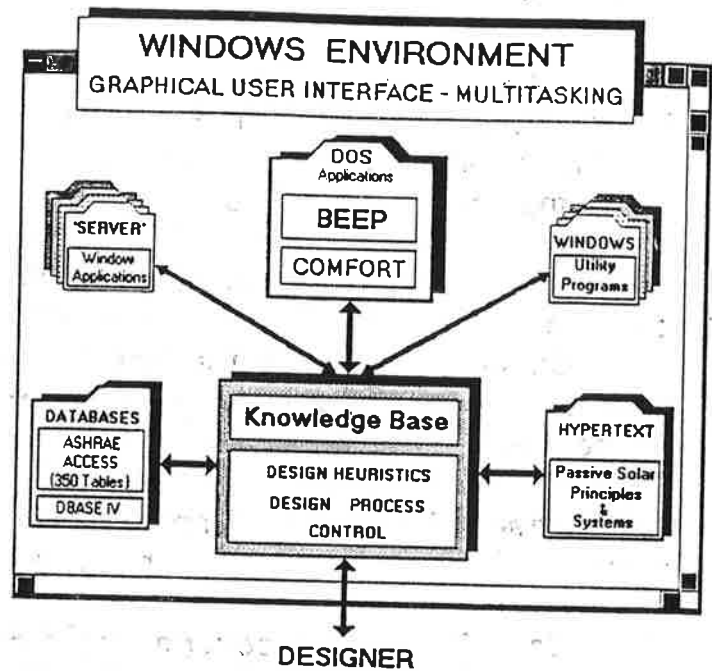 WINDOWS ENVIRONMENT
GRAPHICAL USER INTERFACE - MULTITASKING
DOS
Applications
BEEP
COMFORT
"SERVER"
Window
Applications
WINDOWS
Utility
Programs
Knowledge Base
DESIGN HEURISTICS
DESIGN PROCESS
CONTROL
DATABASES
ASHRAE
ACCESS
(350 Tables)
DBASE IV
HYPERTEXT
Passive Solar
Principles
&
Systems
DESIGNER